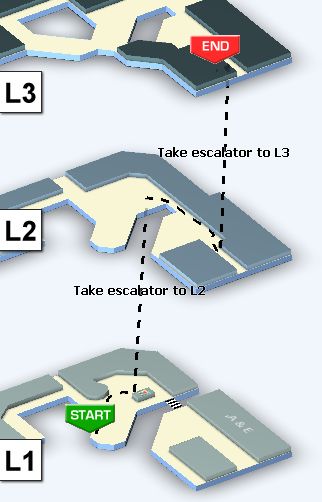 END
L3
Take escalator to L3
L2
Take escalator to L2
START
A&E
L1